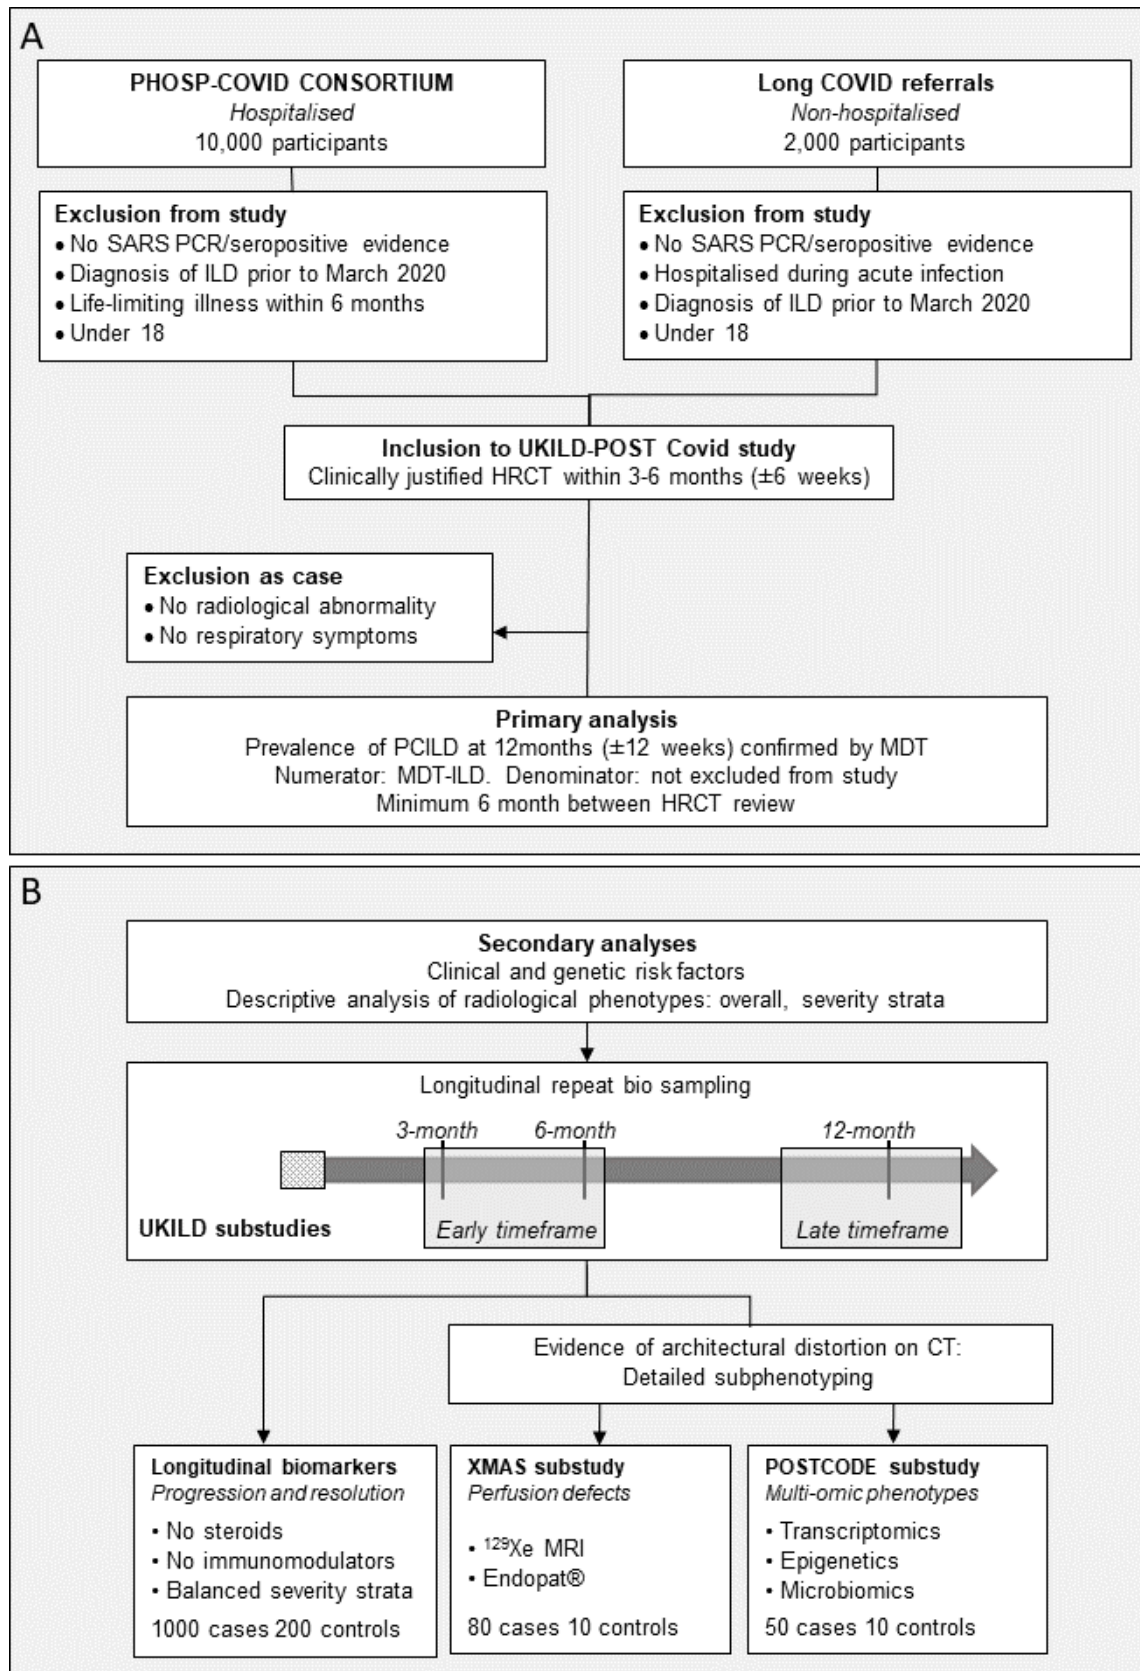 A
PHOSP-COVID CONSORTIUM
Hospitalised
10,000 participants
Long COVID referrals
Non-hospitalised
2,000 participants
Exclusion from study
• No SARS PCR/seropositive evidence
• Diagnosis of ILD prior to March 2020
• Life-limiting illness within 6 months
• Under 18
Exclusion from study
• No SARS PCR/seropositive evidence
• Hospitalised during acute infection
• Diagnosis of ILD prior to March 2020
• Under 18
Inclusion to UKILD-POST Covid study
Clinically justified HRCT within 3-6 months (±6 weeks)
Exclusion as case
• No radiological abnormality
• No respiratory symptoms
Primary analysis
Prevalence of PCILD at 12months (±12 weeks) confirmed by MDT
Numerator: MDT-ILD. Denominator: not excluded from study
Minimum 6 month between HRCT review
B
Secondary analyses
Clinical and genetic risk factors
Descriptive analysis of radiological phenotypes: overall, severity strata
Longitudinal repeat bio sampling
3-month 6-month 12-month
UKILD substudies Early timeframe Late timeframe
Evidence of architectural distortion on CT:
Detailed subphenotyping
Longitudinal biomarkers
Progression and resolution
• No steroids
• No immunomodulators
• Balanced severity strata
1000 cases 200 controls
XMAS substudy
Perfusion defects
• ¹²⁹Xe MRI
• Endopat®
80 cases 10 controls
POSTCODE substudy
Multi-omic phenotypes
• Transcriptomics
• Epigenetics
• Microbiomics
50 cases 10 controls